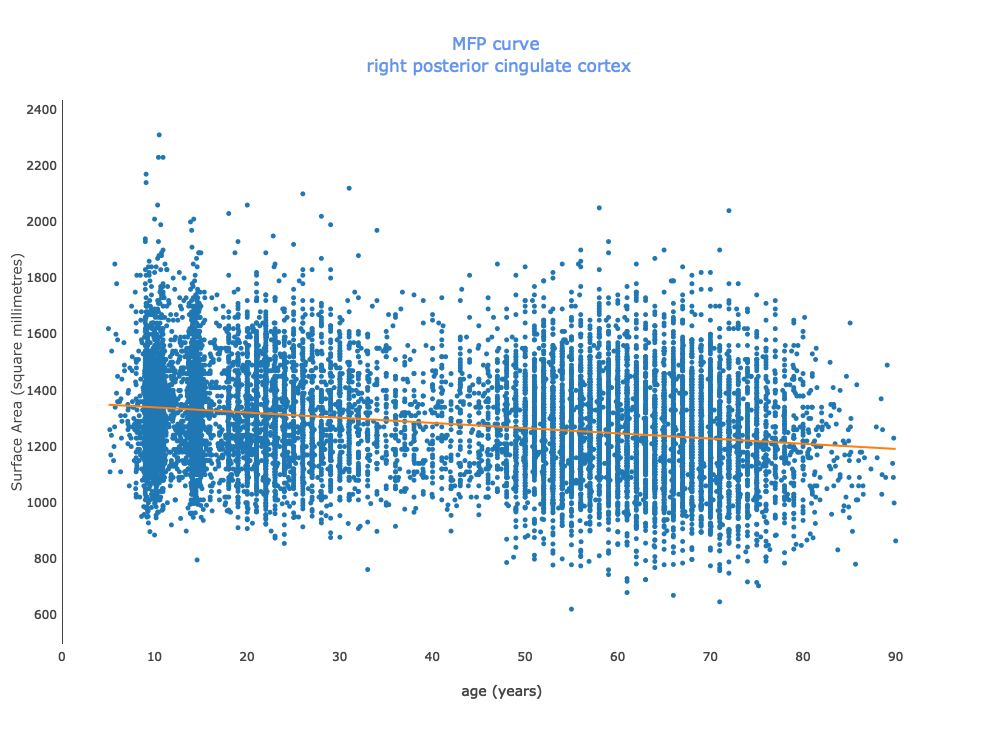 MFP curve
right posterior cingulate cortex
Surface Area (square millimetres)
2400
2200
2000
1800
1600
1400
1200
1000
800
600
0 10 20 30 40 50 60 70 80 90
age (years)